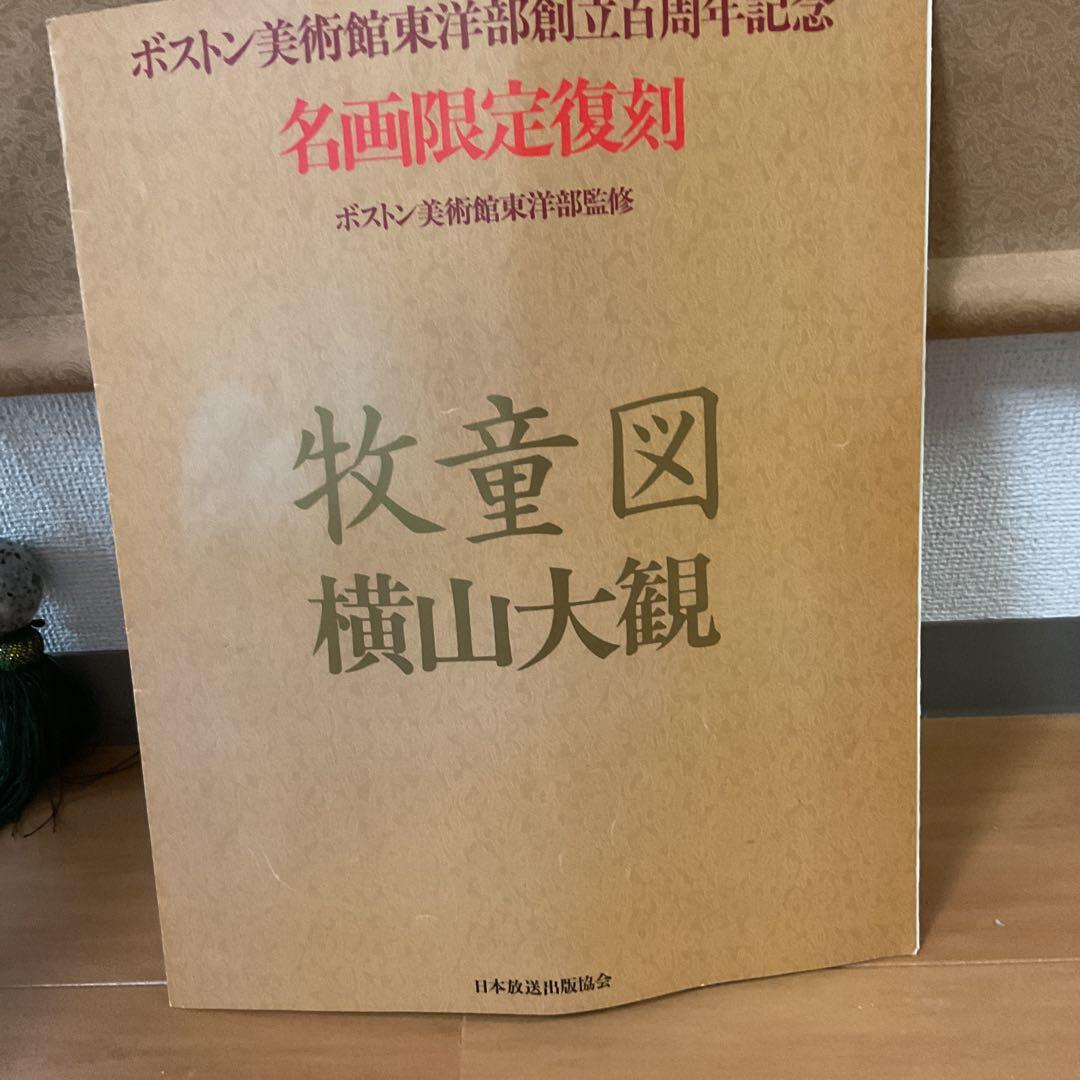 ボストン美術館東洋部創立百周年記念
名画限定復刻
ボストン美術館東洋部監修
牧童図
横山大観
日本放送出版協会